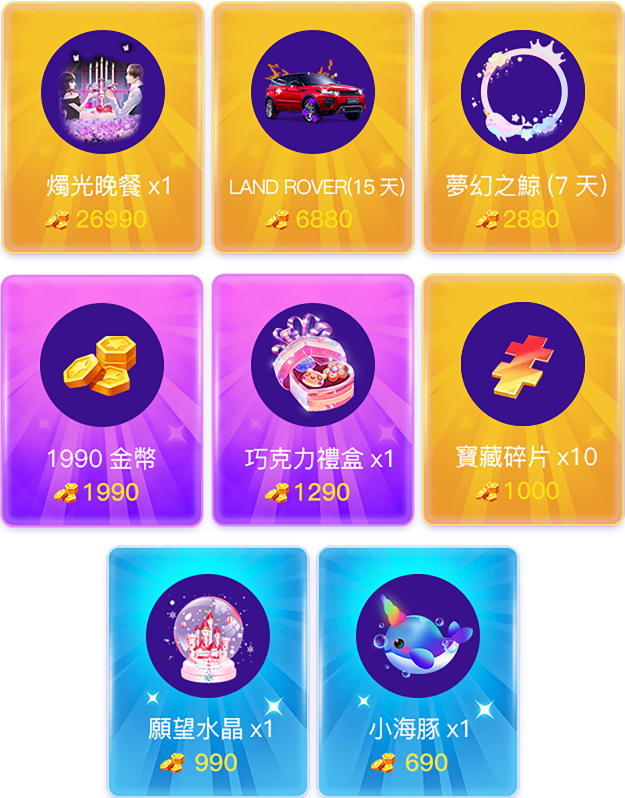 燭光晚餐 x1
26990
LAND ROVER(15 天)
6880
夢幻之鯨 (7 天)
2880
1990 金幣
1990
巧克力禮盒 x1
1290
寶藏碎片 x10
1000
願望水晶 x1
990
小海豚 x1
690